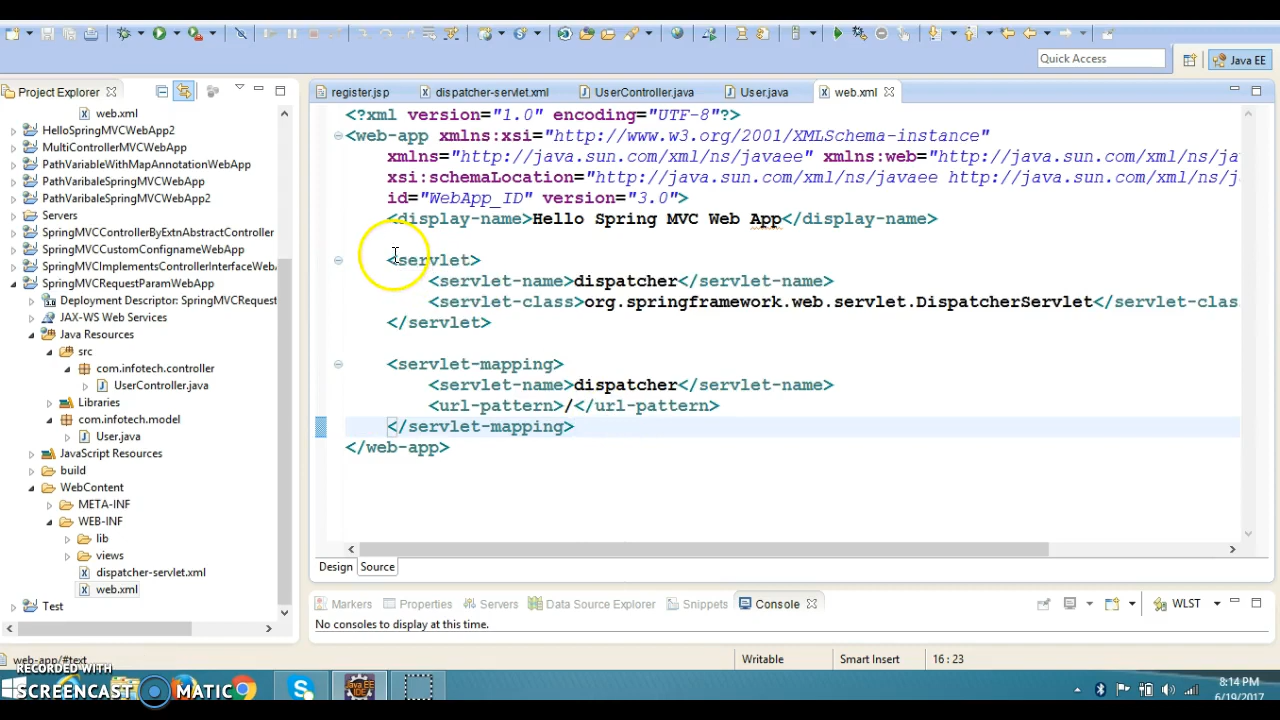 Quick Access
Java EE
Project Explorer
register.jsp
dispatcher-servlet.xml
UserController.java
User.java
web.xml
web.xml
HelloSpringMVCWebApp2
MultiControllerMVCWebApp
PathVariableWithMapAnnotationWebApp
PathVaribaleSpringMVCWebApp
PathVaribaleSpringMVCWebApp2
Servers
SpringMVCControllerByExtnAbstractController
SpringMVCCustomConfignameWebApp
SpringMVCImplementsControllerInterfaceWebA
SpringMVCRequestParamWebApp
Deployment Descriptor: SpringMVCRequest
JAX-WS Web Services
Java Resources
src
com.infotech.controller
UserController.java
Libraries
com.infotech.model
User.java
JavaScript Resources
build
WebContent
META-INF
WEB-INF
lib
views
dispatcher-servlet.xml
web.xml
Test
<?xml version="1.0" encoding="UTF-8"?>
<web-app xmlns:xsi="http://www.w3.org/2001/XMLSchema-instance"
xmlns="http://java.sun.com/xml/ns/javaee" xmlns:web="http://java.sun.com/xml/ns/ja
xsi:schemaLocation="http://java.sun.com/xml/ns/javaee http://java.sun.com/xml/ns/j
id="WebApp_ID" version="3.0">
<display-name>Hello Spring MVC Web App</display-name>
<servlet>
<servlet-name>dispatcher</servlet-name>
<servlet-class>org.springframework.web.servlet.DispatcherServlet</servlet-clas
</servlet>
<servlet-mapping>
<servlet-name>dispatcher</servlet-name>
<url-pattern>/</url-pattern>
</servlet-mapping>
</web-app>
Design
Source
Markers
Properties
Servers
Data Source Explorer
Snippets
Console
WLST
No consoles to display at this time.
web-app/#text
Writable
Smart Insert
16 : 23
RECORDED WITH
SCREENCAST MATIC
Java EE
IDE
8:14 PM
6/19/2017